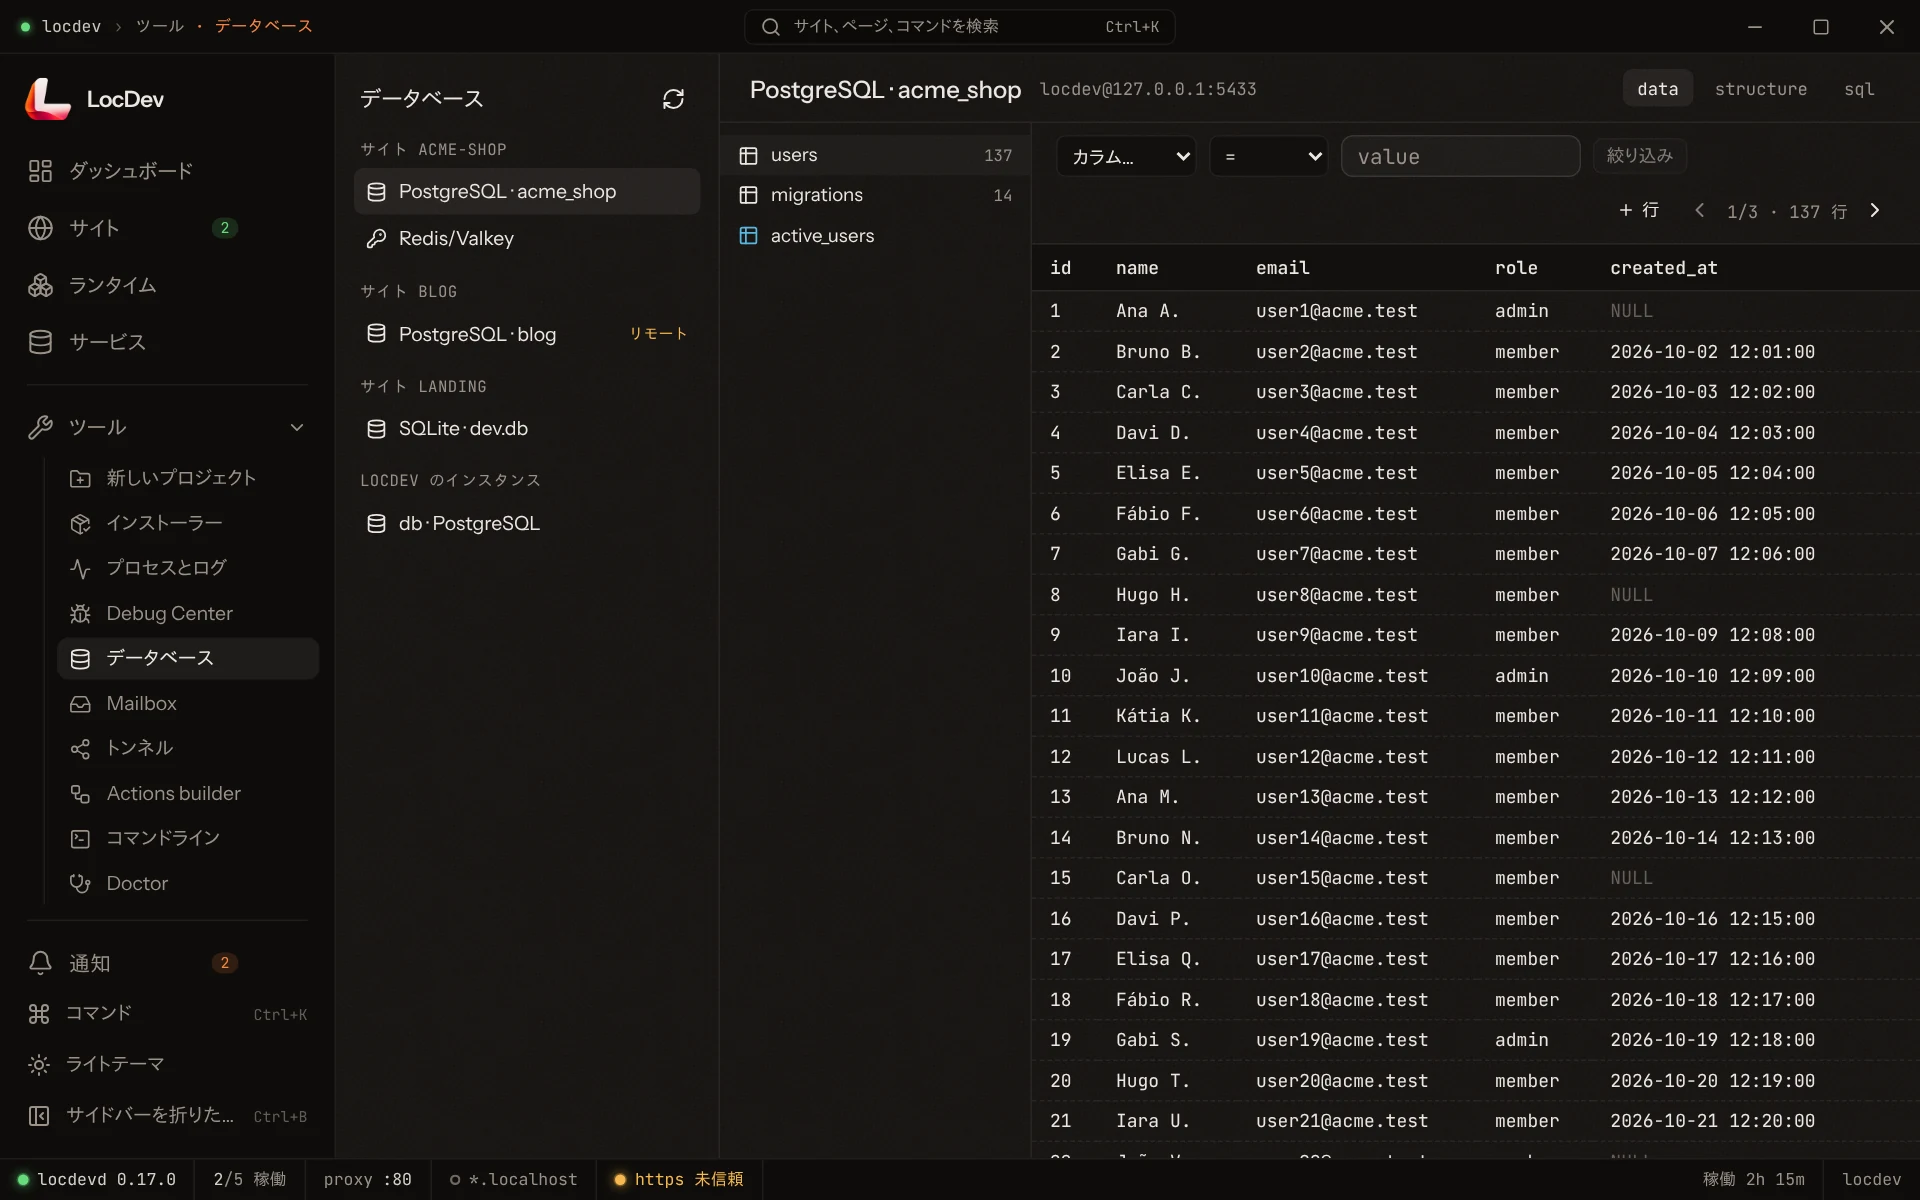 locdev › ツール · データベース
サイト、ページ、コマンドを検索 Ctrl+K
LocDev
ダッシュボード
サイト 2
ランタイム
サービス
ツール
新しいプロジェクト
インストーラー
プロセスとログ
Debug Center
データベース
Mailbox
トンネル
Actions builder
コマンドライン
Doctor
通知 2
コマンド Ctrl+K
ライトテーマ
サイドバーを折りた… Ctrl+B
データベース
サイト ACME-SHOP
PostgreSQL · acme_shop
Redis/Valkey
サイト BLOG
PostgreSQL · blog リモート
サイト LANDING
SQLite · dev.db
LOCDEV のインスタンス
db · PostgreSQL
PostgreSQL · acme_shop locdev@127.0.0.1:5433
data structure sql
users 137
migrations 14
active_users
カラム… = value 絞り込み
+ 行 1/3 · 137 行
id name email role created_at
1 Ana A. user1@acme.test admin NULL
2 Bruno B. user2@acme.test member 2026-10-02 12:01:00
3 Carla C. user3@acme.test member 2026-10-03 12:02:00
4 Davi D. user4@acme.test member 2026-10-04 12:03:00
5 Elisa E. user5@acme.test member 2026-10-05 12:04:00
6 Fábio F. user6@acme.test member 2026-10-06 12:05:00
7 Gabi G. user7@acme.test member 2026-10-07 12:06:00
8 Hugo H. user8@acme.test member NULL
9 Iara I. user9@acme.test member 2026-10-09 12:08:00
10 João J. user10@acme.test admin 2026-10-10 12:09:00
11 Kátia K. user11@acme.test member 2026-10-11 12:10:00
12 Lucas L. user12@acme.test member 2026-10-12 12:11:00
13 Ana M. user13@acme.test member 2026-10-13 12:12:00
14 Bruno N. user14@acme.test member 2026-10-14 12:13:00
15 Carla O. user15@acme.test member NULL
16 Davi P. user16@acme.test member 2026-10-16 12:15:00
17 Elisa Q. user17@acme.test member 2026-10-17 12:16:00
18 Fábio R. user18@acme.test member 2026-10-18 12:17:00
19 Gabi S. user19@acme.test admin 2026-10-19 12:18:00
20 Hugo T. user20@acme.test member 2026-10-20 12:19:00
21 Iara U. user21@acme.test member 2026-10-21 12:20:00
locdevd 0.17.0 2/5 稼働 proxy :80 *.localhost https 未信頼 稼働 2h 15m locdev